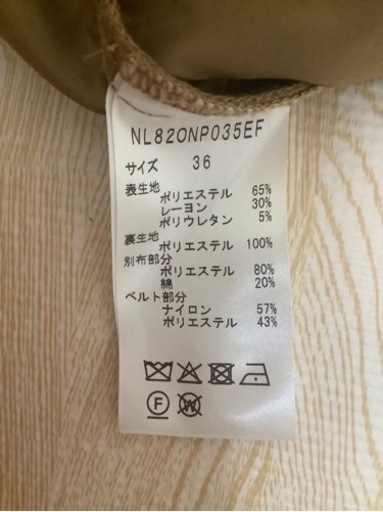 NL820NP035EF
サイズ 36
表生地
ポリエステル 65%
レーヨン 30%
ポリウレタン 5%
裏生地
ポリエステル 100%
別布部分
ポリエステル 80%
綿 20%
ベルト部分
ナイロン 57%
ポリエステル 43%
F W